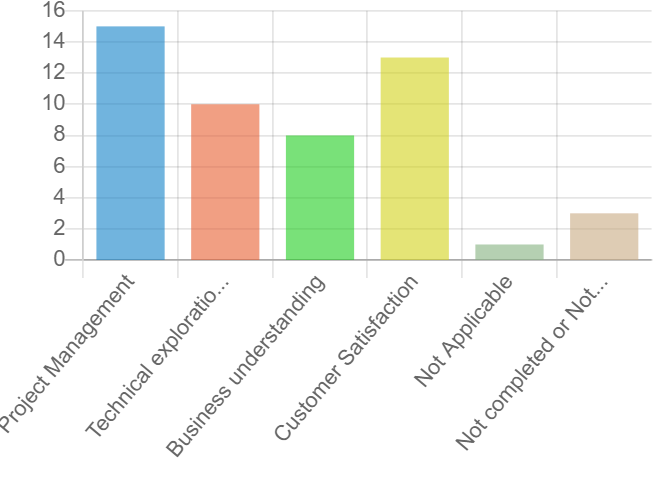 16
14
12
10
8
6
4
2
0
Project Management
Technical exploratio...
Business understanding
Customer Satisfaction
Not Applicable
Not completed or Not...